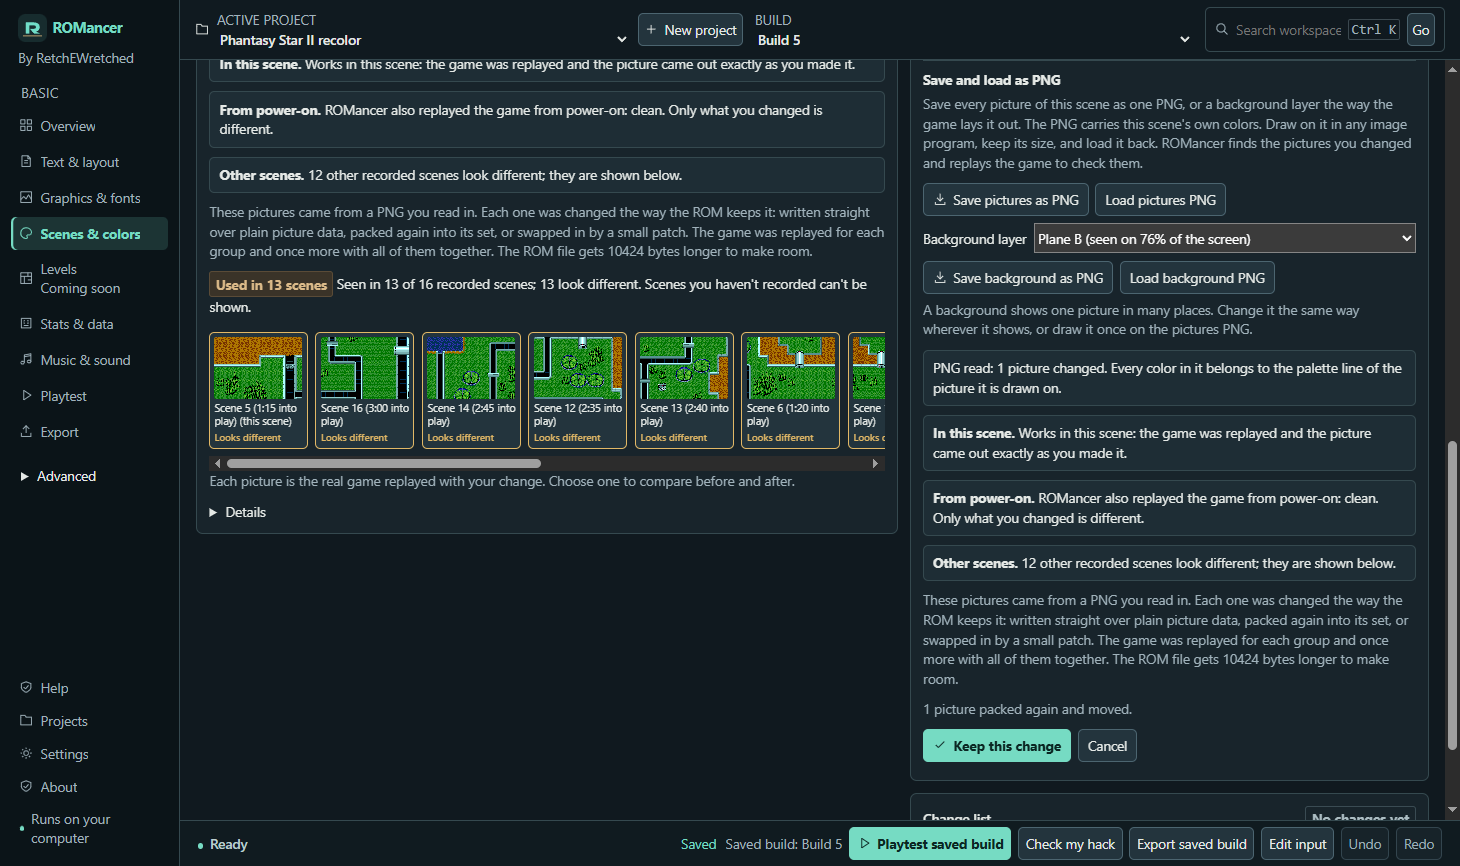 ROMancer
By RetchEWretched
BASIC
Overview
Text & layout
Graphics & fonts
Scenes & colors
Levels
Coming soon
Stats & data
Music & sound
Playtest
Export
Advanced
Help
Projects
Settings
About
Runs on your
computer
ACTIVE PROJECT
Phantasy Star II recolor
New project
BUILD
Build 5
Search workspace
Ctrl K
Go
In this scene. Works in this scene: the game was replayed and the picture came out exactly as you made it.
From power-on. ROMancer also replayed the game from power-on: clean. Only what you changed is
different.
Other scenes. 12 other recorded scenes look different; they are shown below.
These pictures came from a PNG you read in. Each one was changed the way the ROM keeps it: written straight
over plain picture data, packed again into its set, or swapped in by a small patch. The game was replayed for each
group and once more with all of them together. The ROM file gets 10424 bytes longer to make room.
Used in 13 scenes Seen in 13 of 16 recorded scenes; 13 look different. Scenes you haven't recorded can't be
shown.
Scene 5 (1:15 into
play) (this scene)
Looks different
Scene 16 (3:00 into
play)
Looks different
Scene 14 (2:45 into
play)
Looks different
Scene 12 (2:35 into
play)
Looks different
Scene 13 (2:40 into
play)
Looks different
Scene 6 (1:20 into
play)
Looks different
Scene
play)
Looks
Each picture is the real game replayed with your change. Choose one to compare before and after.
Details
Save and load as PNG
Save every picture of this scene as one PNG, or a background layer the way the
game lays it out. The PNG carries this scene's own colors. Draw on it in any image
program, keep its size, and load it back. ROMancer finds the pictures you changed
and replays the game to check them.
Save pictures as PNG
Load pictures PNG
Background layer
Plane B (seen on 76% of the screen)
Save background as PNG
Load background PNG
A background shows one picture in many places. Change it the same way
wherever it shows, or draw it once on the pictures PNG.
PNG read: 1 picture changed. Every color in it belongs to the palette line of the
picture it is drawn on.
In this scene. Works in this scene: the game was replayed and the picture
came out exactly as you made it.
From power-on. ROMancer also replayed the game from power-on: clean.
Only what you changed is different.
Other scenes. 12 other recorded scenes look different; they are shown below.
These pictures came from a PNG you read in. Each one was changed the way the
ROM keeps it: written straight over plain picture data, packed again into its set, or
swapped in by a small patch. The game was replayed for each group and once
more with all of them together. The ROM file gets 10424 bytes longer to make
room.
1 picture packed again and moved.
Keep this change
Cancel
Change list
No changes yet
Ready
Saved
Saved build: Build 5
Playtest saved build
Check my hack
Export saved build
Edit input
Undo
Redo